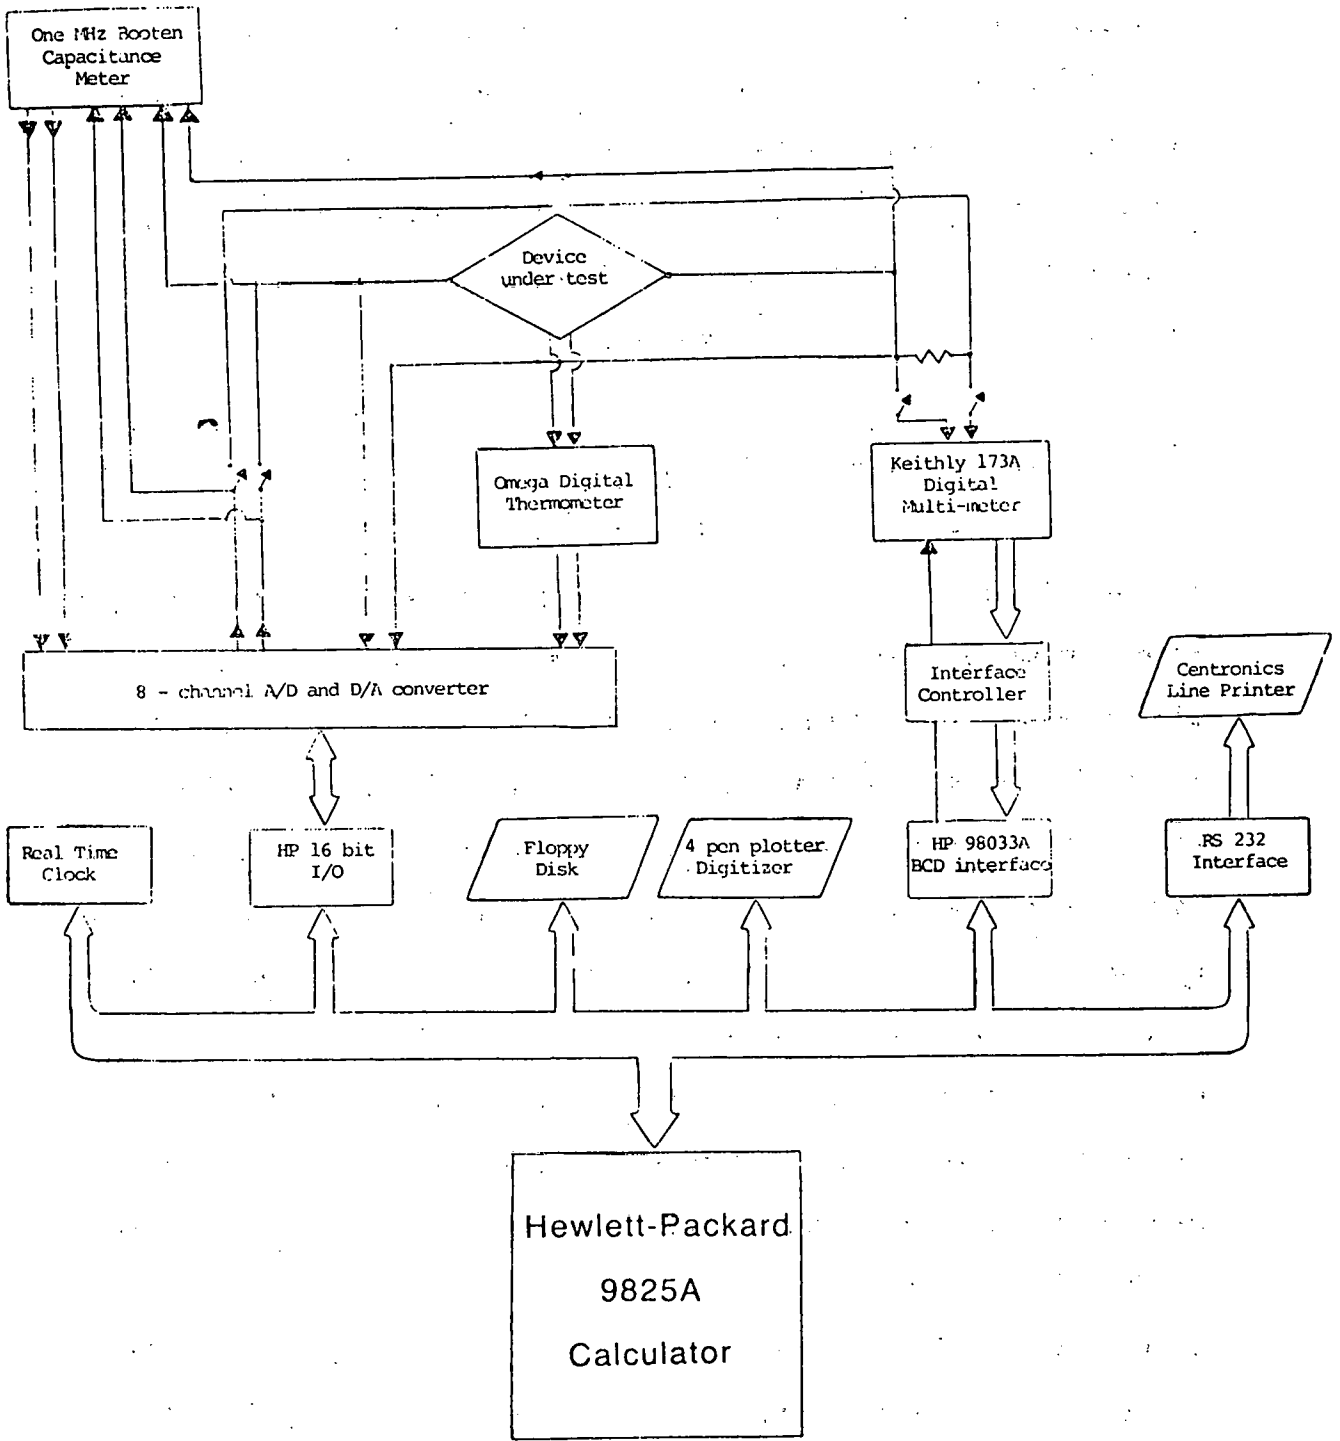 One MHz Booten
Capacitance
Meter
Device
under test
Omega Digital
Thermometer
Keithly 173A
Digital
Multi-meter
8 - channel A/D and D/A converter
Interface
Controller
Centronics
Line Printer
Real Time
Clock
HP 16 bit
I/O
Floppy
Disk
4 pen plotter
Digitizer
HP 98033A
BCD interface
RS 232
Interface
Hewlett-Packard
9825A
Calculator